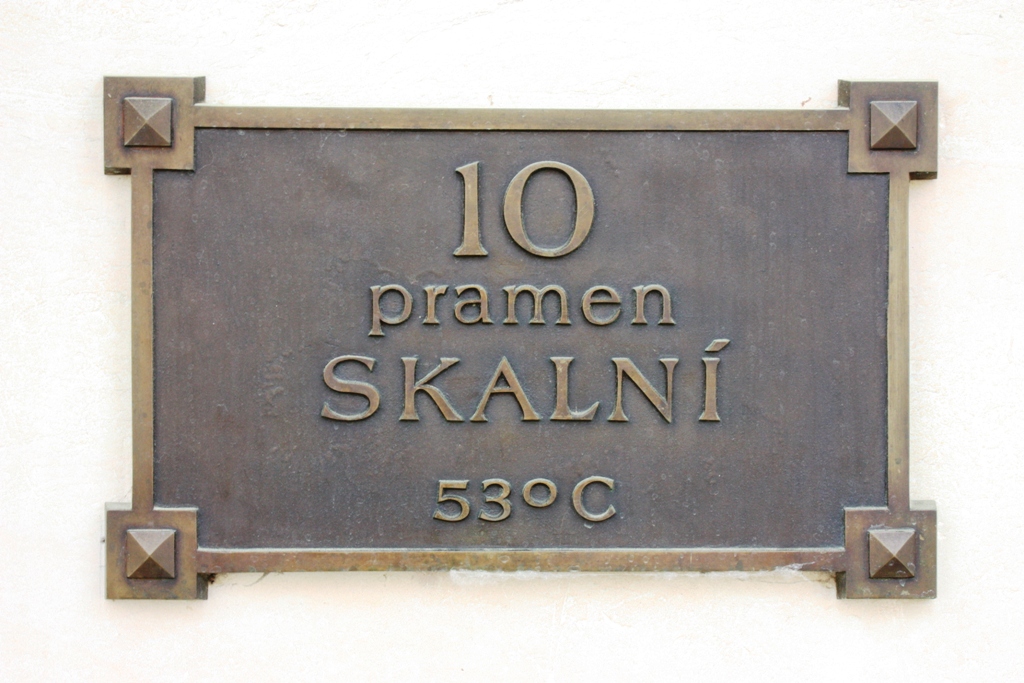 10
pramen
SKALNÍ
53°C